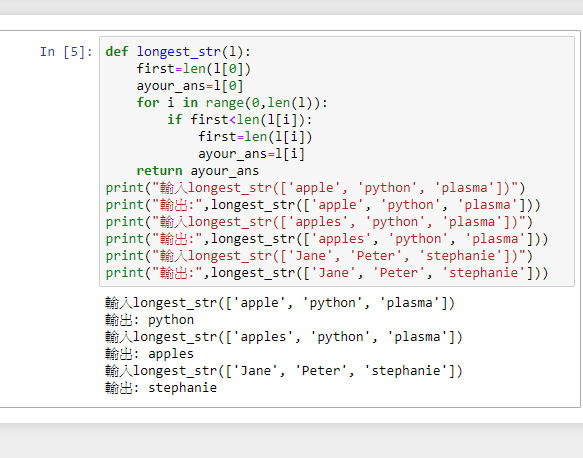 In [5]: def longest_str(l):
    first=len(l[0])
    ayour_ans=l[0]
    for i in range(0,len(l)):
        if first<len(l[i]):
            first=len(l[i])
            ayour_ans=l[i]
    return ayour_ans
print("輸入longest_str(['apple', 'python', 'plasma'])")
print("輸出:",longest_str(['apple', 'python', 'plasma']))
print("輸入longest_str(['apples', 'python', 'plasma'])")
print("輸出:",longest_str(['apples', 'python', 'plasma']))
print("輸入longest_str(['Jane', 'Peter', 'stephanie'])")
print("輸出:",longest_str(['Jane', 'Peter', 'stephanie']))
輸入longest_str(['apple', 'python', 'plasma'])
輸出: python
輸入longest_str(['apples', 'python', 'plasma'])
輸出: apples
輸入longest_str(['Jane', 'Peter', 'stephanie'])
輸出: stephanie